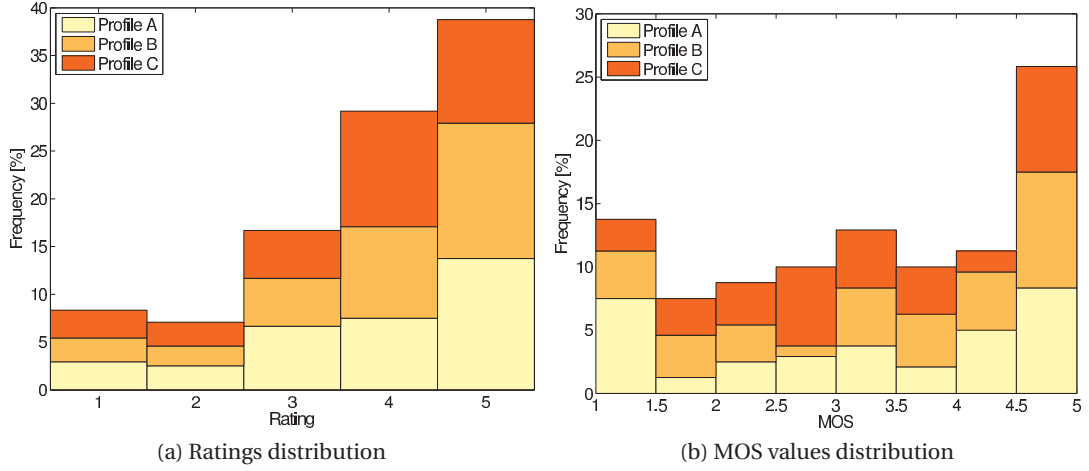 40
35
30
25
20
15
10
5
0
Frequency [%]
Profile A
Profile B
Profile C
1 2 3 4 5
Rating
(a) Ratings distribution
30
25
20
15
10
5
0
Frequency [%]
Profile A
Profile B
Profile C
1 1.5 2 2.5 3 3.5 4 4.5 5
MOS
(b) MOS values distribution